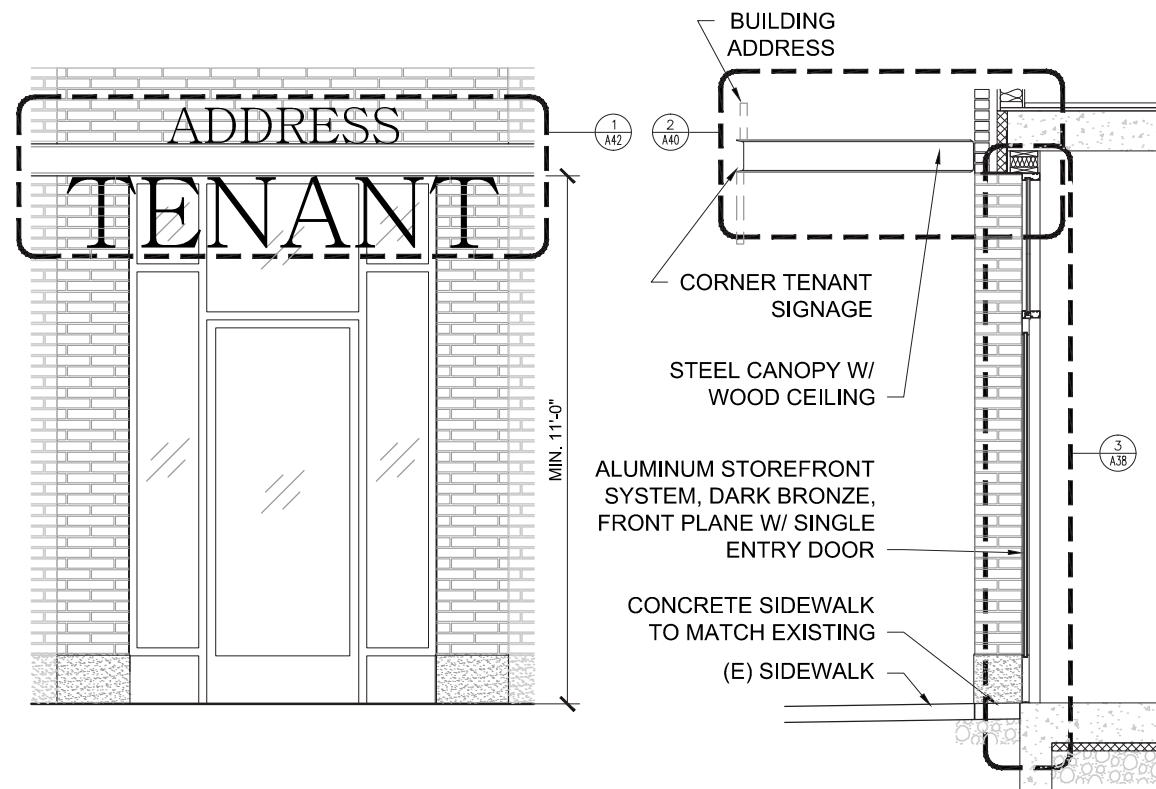 ADDRESS
TENANT
MIN. 11'-0"
1
A42
2
A40
BUILDING
ADDRESS
CORNER TENANT
SIGNAGE
STEEL CANOPY W/
WOOD CEILING
ALUMINUM STOREFRONT
SYSTEM, DARK BRONZE,
FRONT PLANE W/ SINGLE
ENTRY DOOR
CONCRETE SIDEWALK
TO MATCH EXISTING
(E) SIDEWALK
3
A38